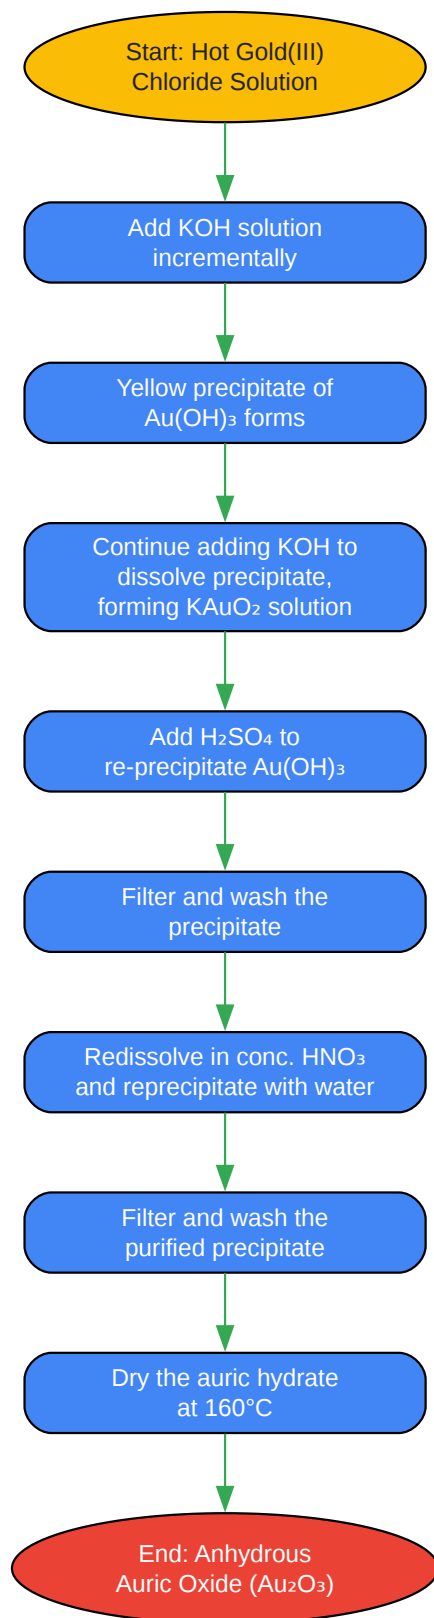 Start: Hot Gold(III)
Chloride Solution
Add KOH solution
incrementally
Yellow precipitate of
Au(OH)₃ forms
Continue adding KOH to
dissolve precipitate,
forming KAuO₂ solution
Add H₂SO₄ to
re-precipitate Au(OH)₃
Filter and wash the
precipitate
Redissolve in conc. HNO₃
and reprecipitate with water
Filter and wash the
purified precipitate
Dry the auric hydrate
at 160°C
End: Anhydrous
Auric Oxide (Au₂O₃)